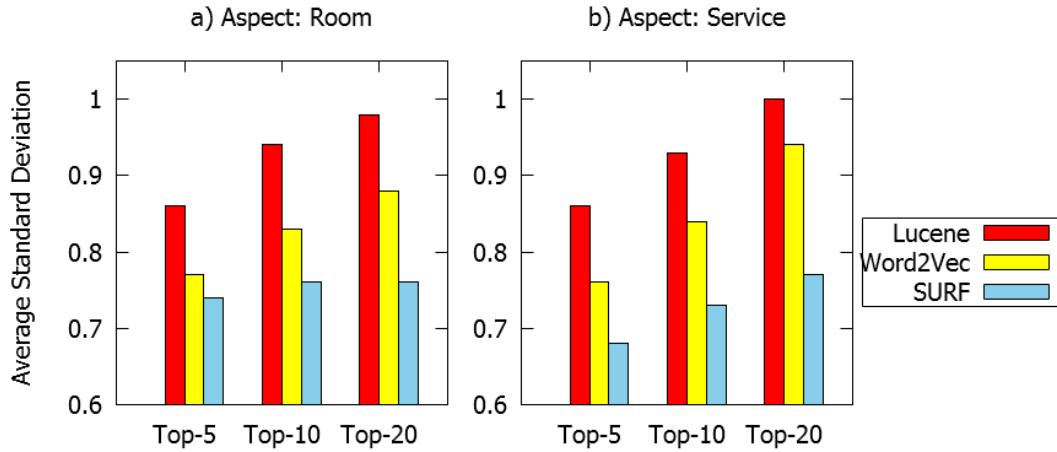 a) Aspect: Room
b) Aspect: Service
Average Standard Deviation
1
0.9
0.8
0.7
0.6
Top-5 Top-10 Top-20
1
0.9
0.8
0.7
0.6
Top-5 Top-10 Top-20
Lucene
Word2Vec
SURF